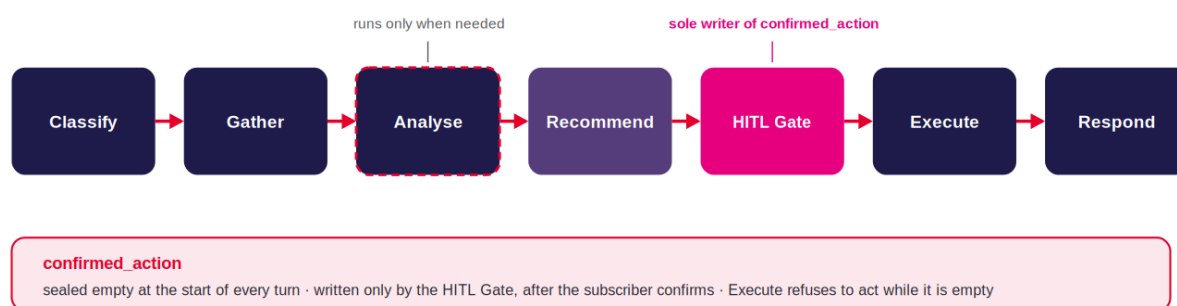 runs only when needed
sole writer of confirmed_action
Classify
Gather
Analyse
Recommend
HITL Gate
Execute
Respond
confirmed_action
sealed empty at the start of every turn · written only by the HITL Gate, after the subscriber confirms · Execute refuses to act while it is empty